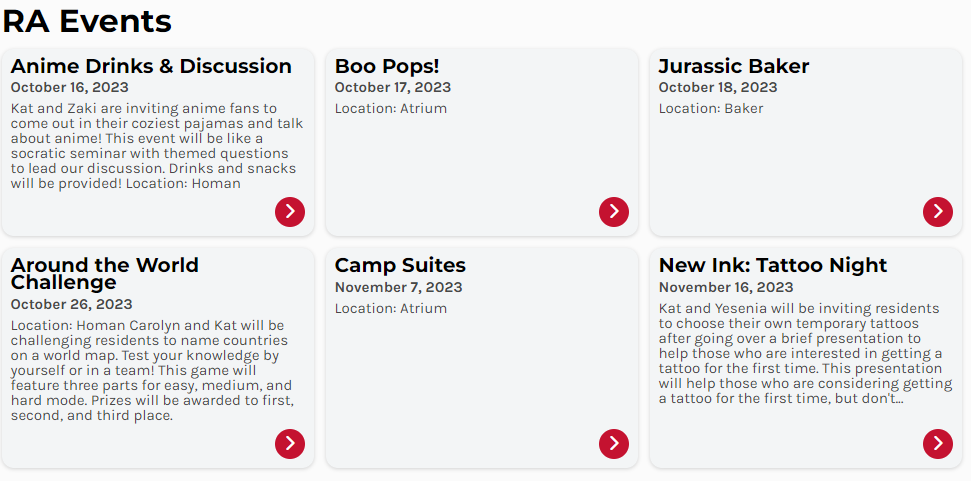 RA Events
Anime Drinks & Discussion
October 16, 2023
Kat and Zaki are inviting anime fans to
come out in their coziest pajamas and talk
about anime! This event will be like a
socratic seminar with themed questions
to lead our discussion. Drinks and snacks
will be provided! Location: Homan
Boo Pops!
October 17, 2023
Location: Atrium
Jurassic Baker
October 18, 2023
Location: Baker
Around the World
Challenge
October 26, 2023
Location: Homan Carolyn and Kat will be
challenging residents to name countries
on a world map. Test your knowledge by
yourself or in a team! This game will
feature three parts for easy, medium, and
hard mode. Prizes will be awarded to first,
second, and third place.
Camp Suites
November 7, 2023
Location: Atrium
New Ink: Tattoo Night
November 16, 2023
Kat and Yesenia will be inviting residents
to choose their own temporary tattoos
after going over a brief presentation to
help those who are interested in getting a
tattoo for the first time. This presentation
will help those who are considering getting
a tattoo for the first time, but don't...